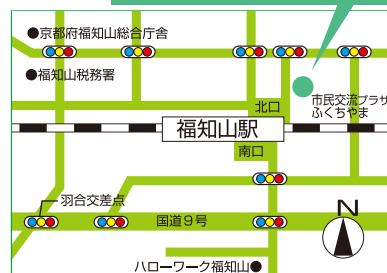 ●京都府福知山総合庁舎
●福知山税務署
北口
市民交流プラザ
ふくちやま
福知山駅
南口
羽合交差点
国道9号
N
ハローワーク福知山●